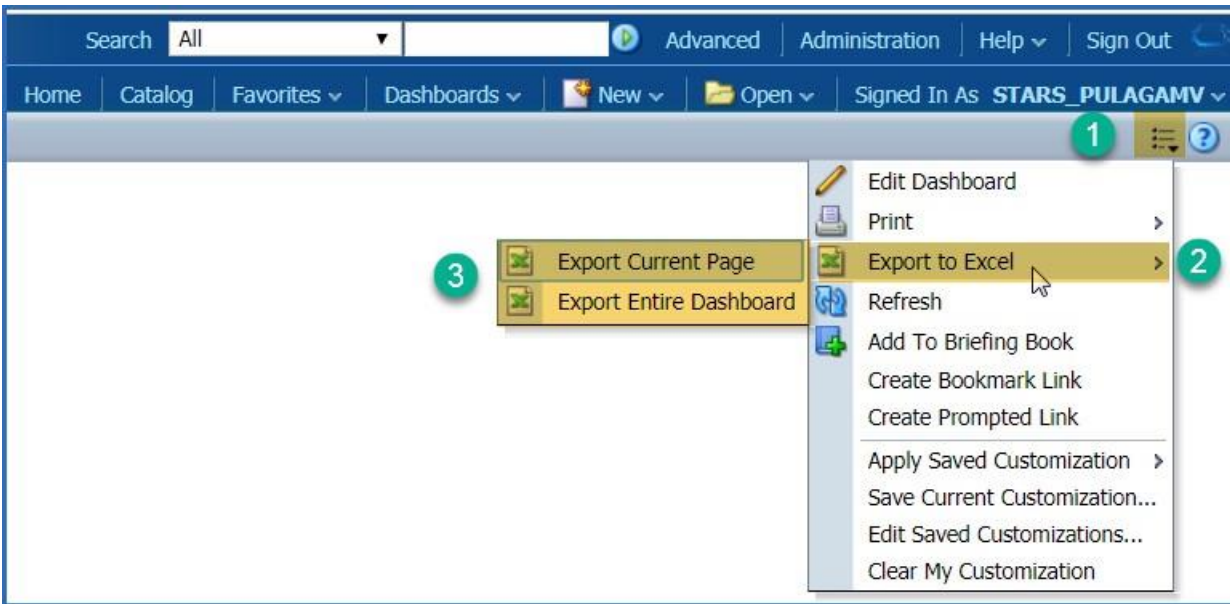 Search All Advanced Administration Help Sign Out
Home Catalog Favorites Dashboards New Open Signed In As STARS_PULAGAMV
1 ?
Edit Dashboard
Print
3 Export Current Page Export to Excel 2
Export Entire Dashboard Refresh
Add To Briefing Book
Create Bookmark Link
Create Prompted Link
Apply Saved Customization
Save Current Customization...
Edit Saved Customizations...
Clear My Customization